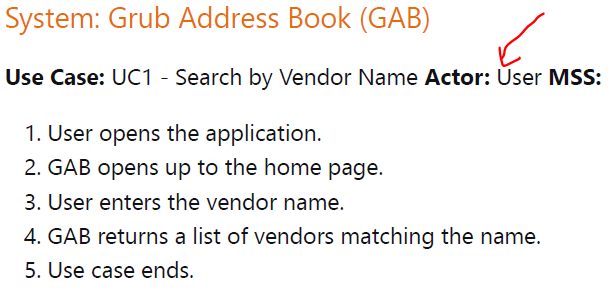 System: Grub Address Book (GAB)
Use Case: UC1 - Search by Vendor Name Actor: User MSS:
1. User opens the application.
2. GAB opens up to the home page.
3. User enters the vendor name.
4. GAB returns a list of vendors matching the name.
5. Use case ends.